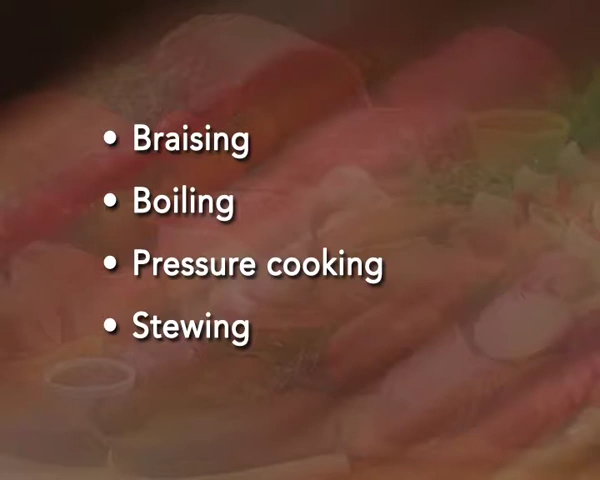 • Braising
• Boiling
• Pressure cooking
• Stewing